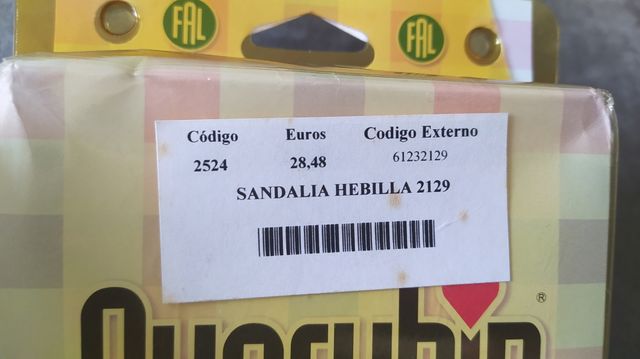 FAL FAL
Código Euros Codigo Externo
2524 28,48 61232129
SANDALIA HEBILLA 2129
®